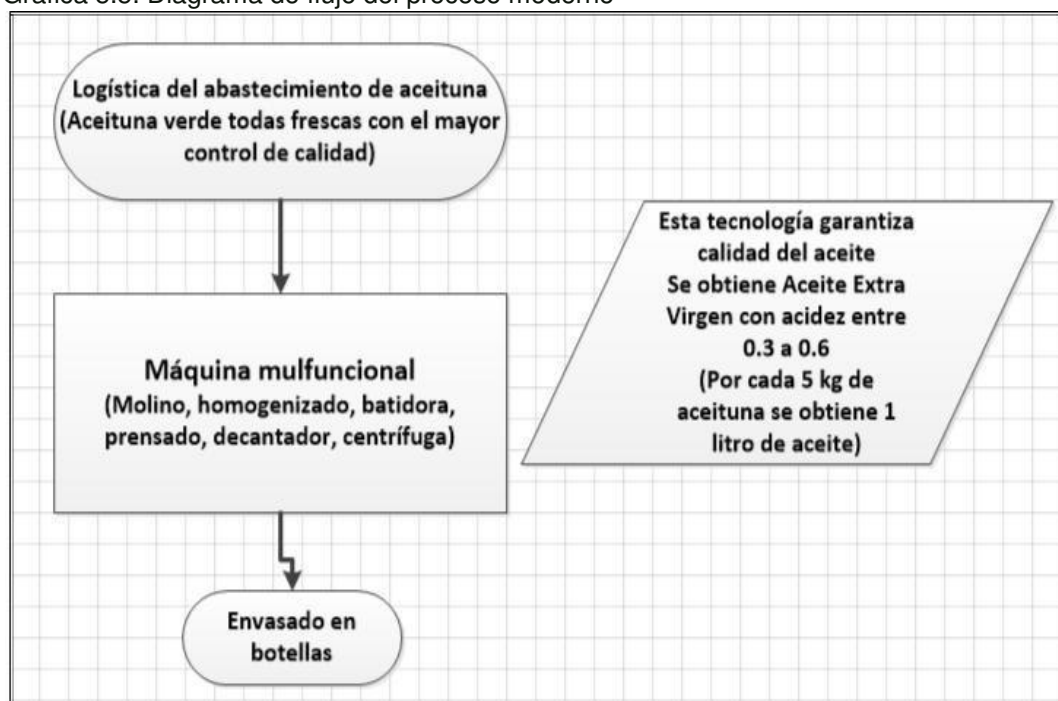 Gráfica 3.3. Diagrama de flujo del proceso moderno
Logística del abastecimiento de aceituna
(Aceituna verde todas frescas con el mayor
control de calidad)
Máquina mulfuncional
(Molino, homogenizado, batidora,
prensado, decantador, centrífuga)
Envasado en
botellas
Esta tecnología garantiza
calidad del aceite
Se obtiene Aceite Extra
Virgen con acidez entre
0.3 a 0.6
(Por cada 5 kg de
aceituna se obtiene 1
litro de aceite)